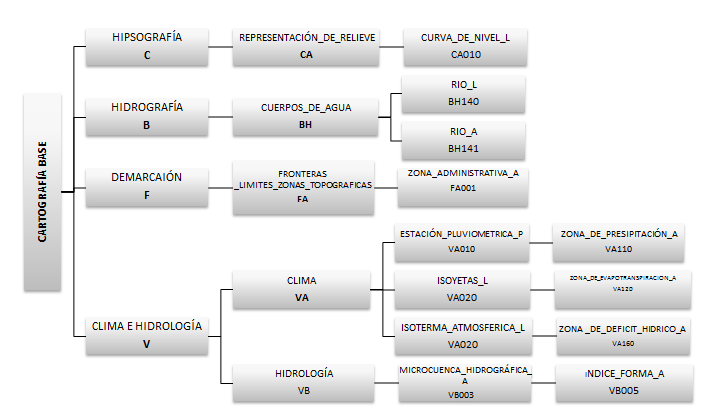 CARTOGRAFÍA BASE
HIPSOGRAFÍA
C
REPRESENTACIÓN_DE_RELIEVE
CA
CURVA_DE_NIVEL_L
CA010
HIDROGRAFÍA
B
CUERPOS_DE_AGUA
BH
RIO_L
BH140
RIO_A
BH141
DEMARCAIÓN
F
FRONTERAS
_LIMITES_ZONAS_TOPOGRAFICAS
FA
ZONA_ADMINISTRATIVA_A
FA001
CLIMA E HIDROLOGÍA
V
CLIMA
VA
ESTACIÓN_PLUVIOMETRICA_P
VA010
ZONA_DE_PRESIPITACIÓN_A
VA110
ISOYETAS_L
VA020
ZONA_DE_EVAPOTRANSPIRACION_A
VA120
ISOTERMA_ATMOSFERICA_L
VA020
ZONA _DE_DEFICIT_HIDRICO_A
VA160
HIDROLOGÍA
VB
MICROCUENCA_HIDROGRÁFICA_
A
VB003
INDICE_FORMA_A
VB005